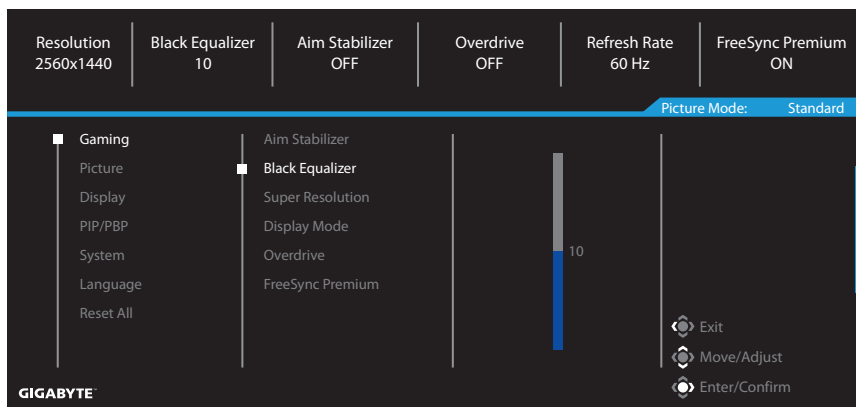 Resolution
2560x1440
Black Equalizer
10
Aim Stabilizer
OFF
Overdrive
OFF
Refresh Rate
60 Hz
FreeSync Premium
ON
Picture Mode: Standard
Gaming
Picture
Display
PIP/PBP
System
Language
Reset All
Aim Stabilizer
Black Equalizer
Super Resolution
Display Mode
Overdrive
FreeSync Premium
10
Exit
Move/Adjust
Enter/Confirm
GIGABYTE™